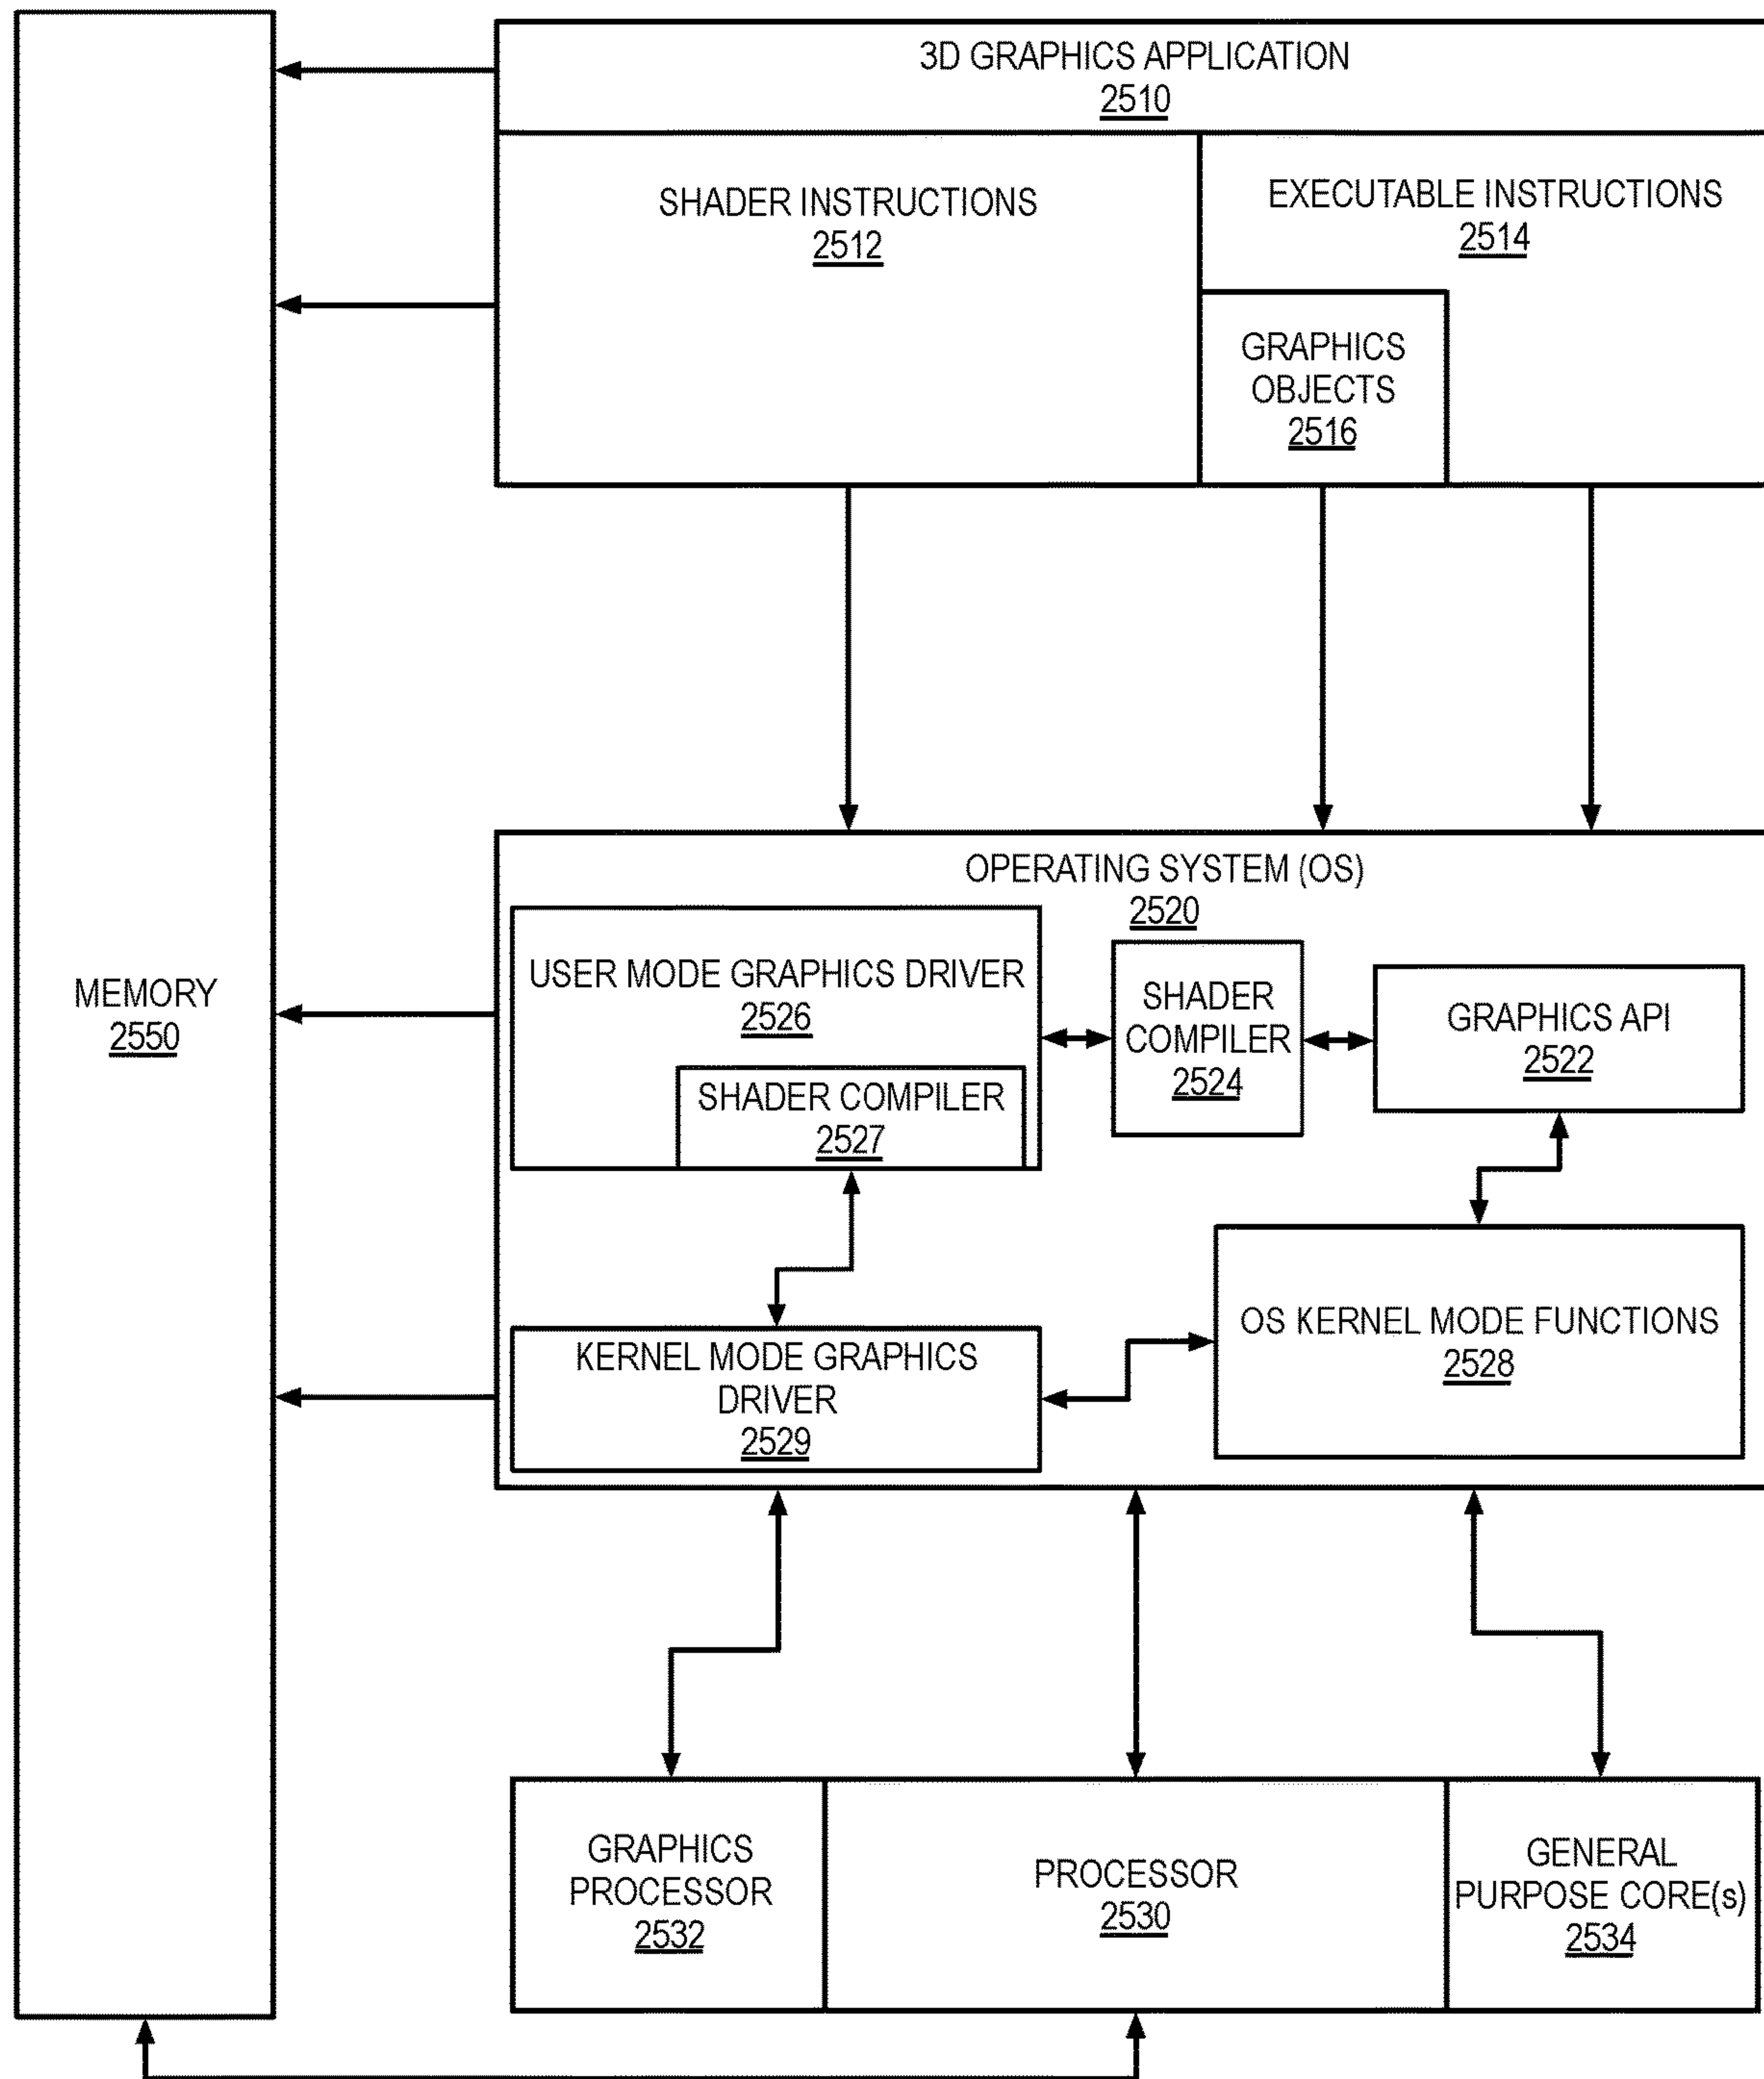 3D GRAPHICS APPLICATION
2510
SHADER INSTRUCTIONS
2512
EXECUTABLE INSTRUCTIONS
2514
GRAPHICS
OBJECTS
2516
MEMORY
2550
OPERATING SYSTEM (OS)
2520
USER MODE GRAPHICS DRIVER
2526
SHADER COMPILER
2527
SHADER
COMPILER
2524
GRAPHICS API
2522
KERNEL MODE GRAPHICS
DRIVER
2529
OS KERNEL MODE FUNCTIONS
2528
GRAPHICS
PROCESSOR
2532
PROCESSOR
2530
GENERAL
PURPOSE CORE(s)
2534